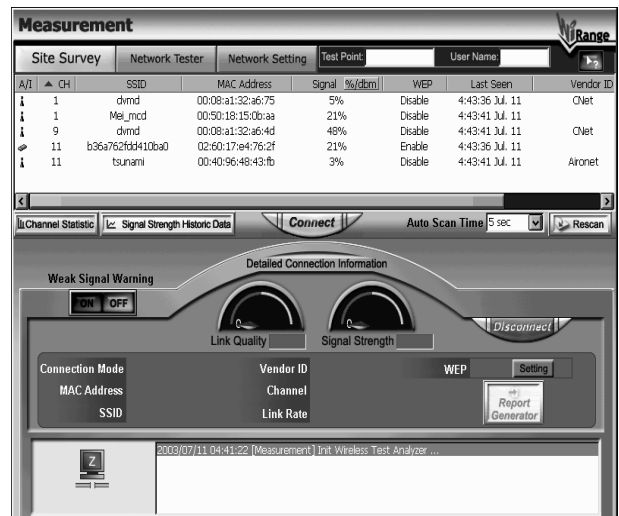 Measurement
WiRange
Site Survey Network Tester Network Setting Test Point: User Name:
A/I CH SSID MAC Address Signal %/dbm WEP Last Seen Vendor ID
1 dvmd 00:08:a1:32:a6:75 5% Disable 4:43:36 Jul. 11 CNet
1 Mei_mcd 00:50:18:15:0b:aa 21% Disable 4:43:41 Jul. 11
9 dvmd 00:08:a1:32:a6:4d 48% Disable 4:43:41 Jul. 11 CNet
11 b36a762fdd410ba0 02:60:17:e4:76:2f 21% Enable 4:43:36 Jul. 11
11 tsunami 00:40:96:48:43:fb 3% Disable 4:43:41 Jul. 11 Aironet
Channel Statistic Signal Strength Historic Data Connect Auto Scan Time 5 sec Rescan
Detailed Connection Information
Weak Signal Warning
ON OFF
Disconnect
Link Quality Signal Strength
Connection Mode Vendor ID WEP Setting
MAC Address Channel
SSID Link Rate
Report
Generator
Z
2003/07/11 04:41:22 [Measurement] Init Wireless Test Analyzer ...